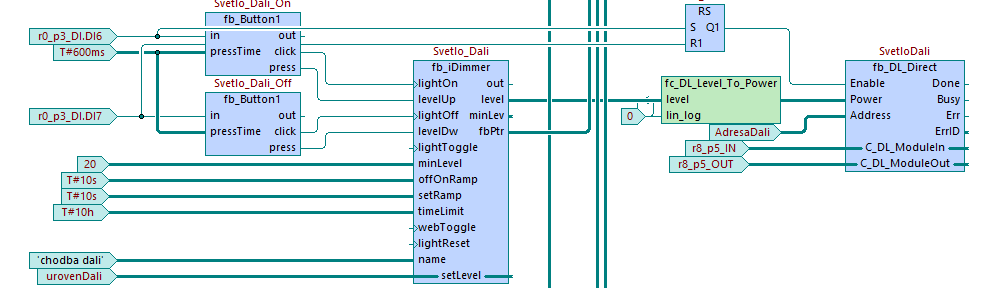 Svetlo_Dali_On
fb_Button1
r0_p3_DI.DI6
in out
T#600ms
pressTime click
press
Svetlo_Dali_Off
fb_Button1
r0_p3_DI.DI7
in out
pressTime click
press
Svetlo_Dali
fb_iDimmer
lightOn out
levelUp level
lightOff minLev
levelDw fbPtr
lightToggle
20
minLevel
T#10s
offOnRamp
T#10s
setRamp
T#10h
timeLimit
webToggle
lightReset
'chodba dali'
name
urovenDali
setLevel
RS
S Q1
R1
fc_DL_Level_To_Power
level
0
lin_log
AdresaDali
r8_p5_IN
r8_p5_OUT
SvetloDali
fb_DL_Direct
Enable Done
Power Busy
Address Err
ErrID
C_DL_ModuleIn
C_DL_ModuleOut